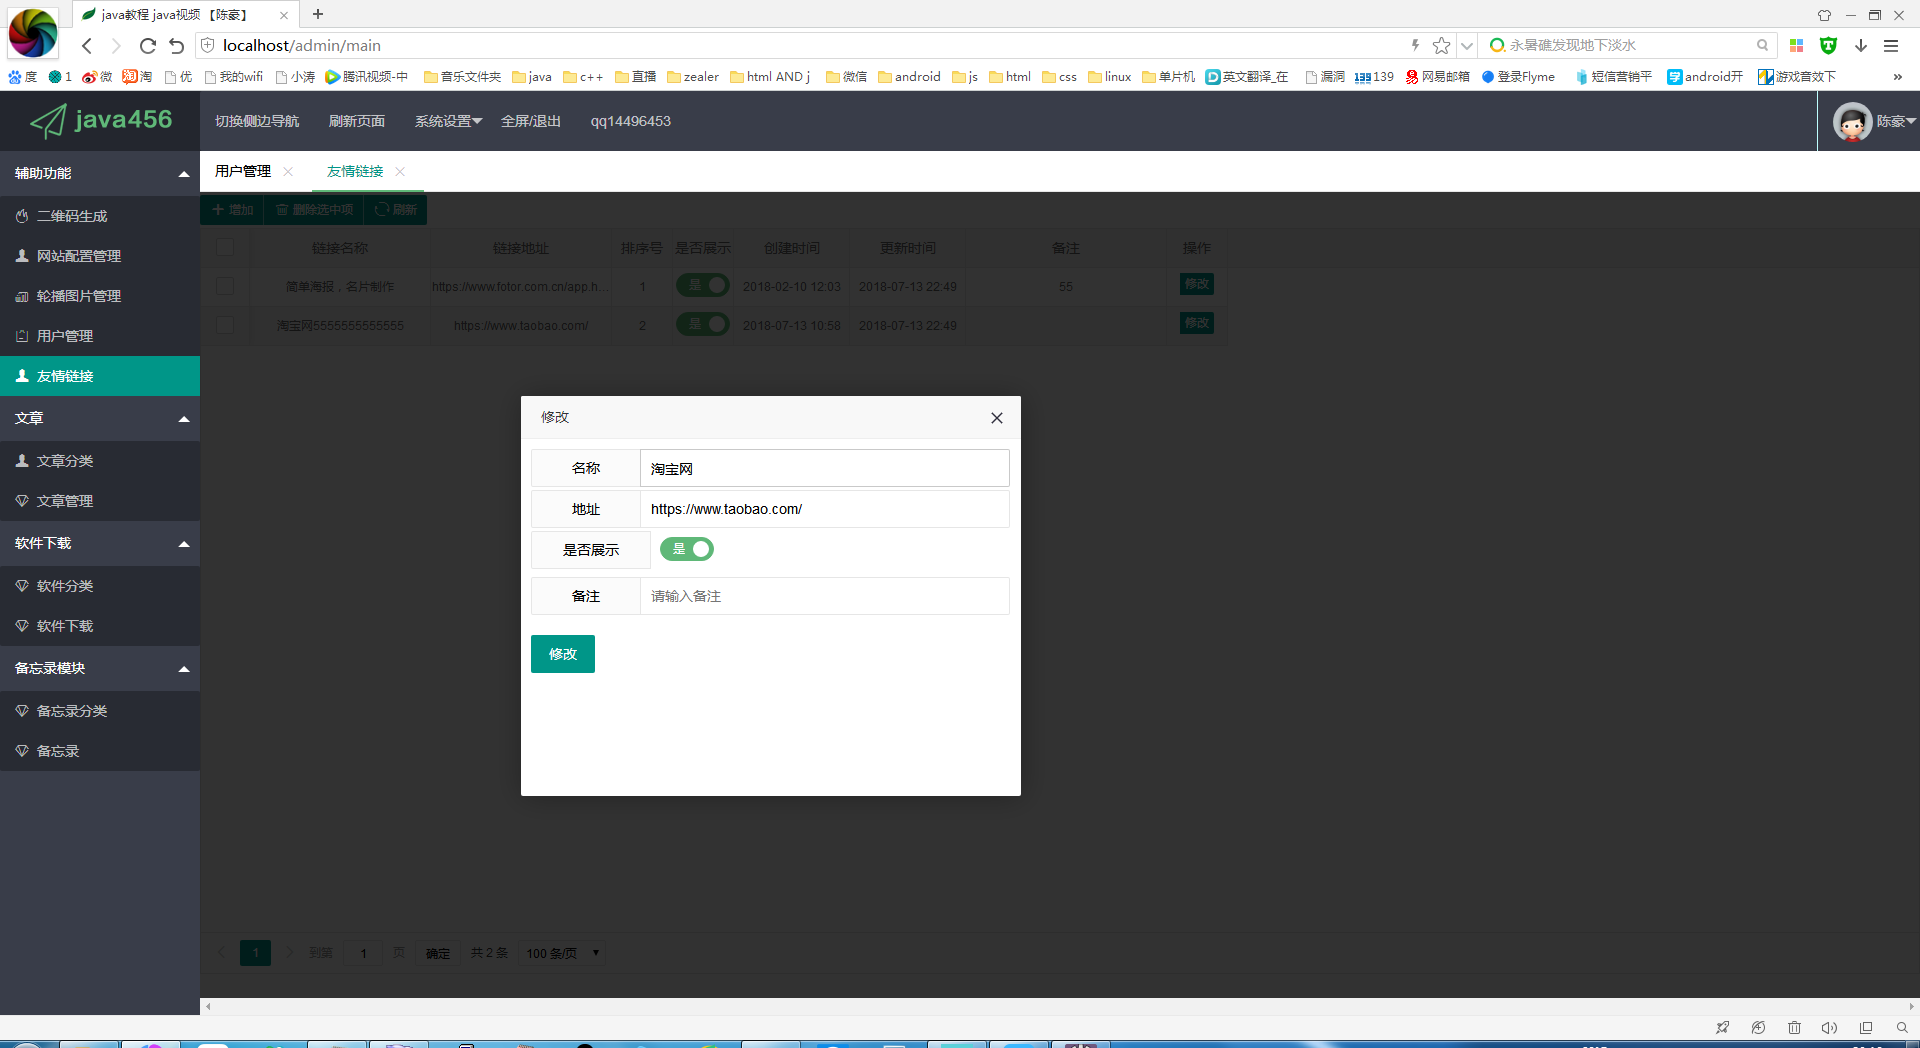 java教程 java视频 【陈豪】
localhost/admin/main
永暑礁发现地下淡水
度 1 微 淘 优 我的wifi 小涛 腾讯视频-中 音乐文件夹 java c++ 直播 zealer html AND j 微信 android js html css linux 单片机 英文翻译_在 漏洞 139 139 网易邮箱 登录Flyme 短信营销平 android开 游戏音效下 »
java456
切换侧边导航 刷新页面 系统设置 全屏/退出 qq14496453 陈豪
用户管理 友情链接
辅助功能
二维码生成
网站配置管理
轮播图片管理
用户管理
友情链接
文章
文章分类
文章管理
软件下载
软件分类
软件下载
备忘录模块
备忘录分类
备忘录
增加 删除选中项 刷新
链接名称 链接地址 排序号 是否展示 创建时间 更新时间 备注 操作
简单海报，名片制作 https://www.fotor.com.cn/app.h... 1 是 2018-02-10 12:03 2018-07-13 22:49 55 修改
淘宝网5555555555555 https://www.taobao.com/ 2 是 2018-07-13 10:58 2018-07-13 22:49 修改
修改
名称 淘宝网
地址 https://www.taobao.com/
是否展示 是
备注 请输入备注
修改
1 到第 1 页 确定 共 2 条 100 条/页